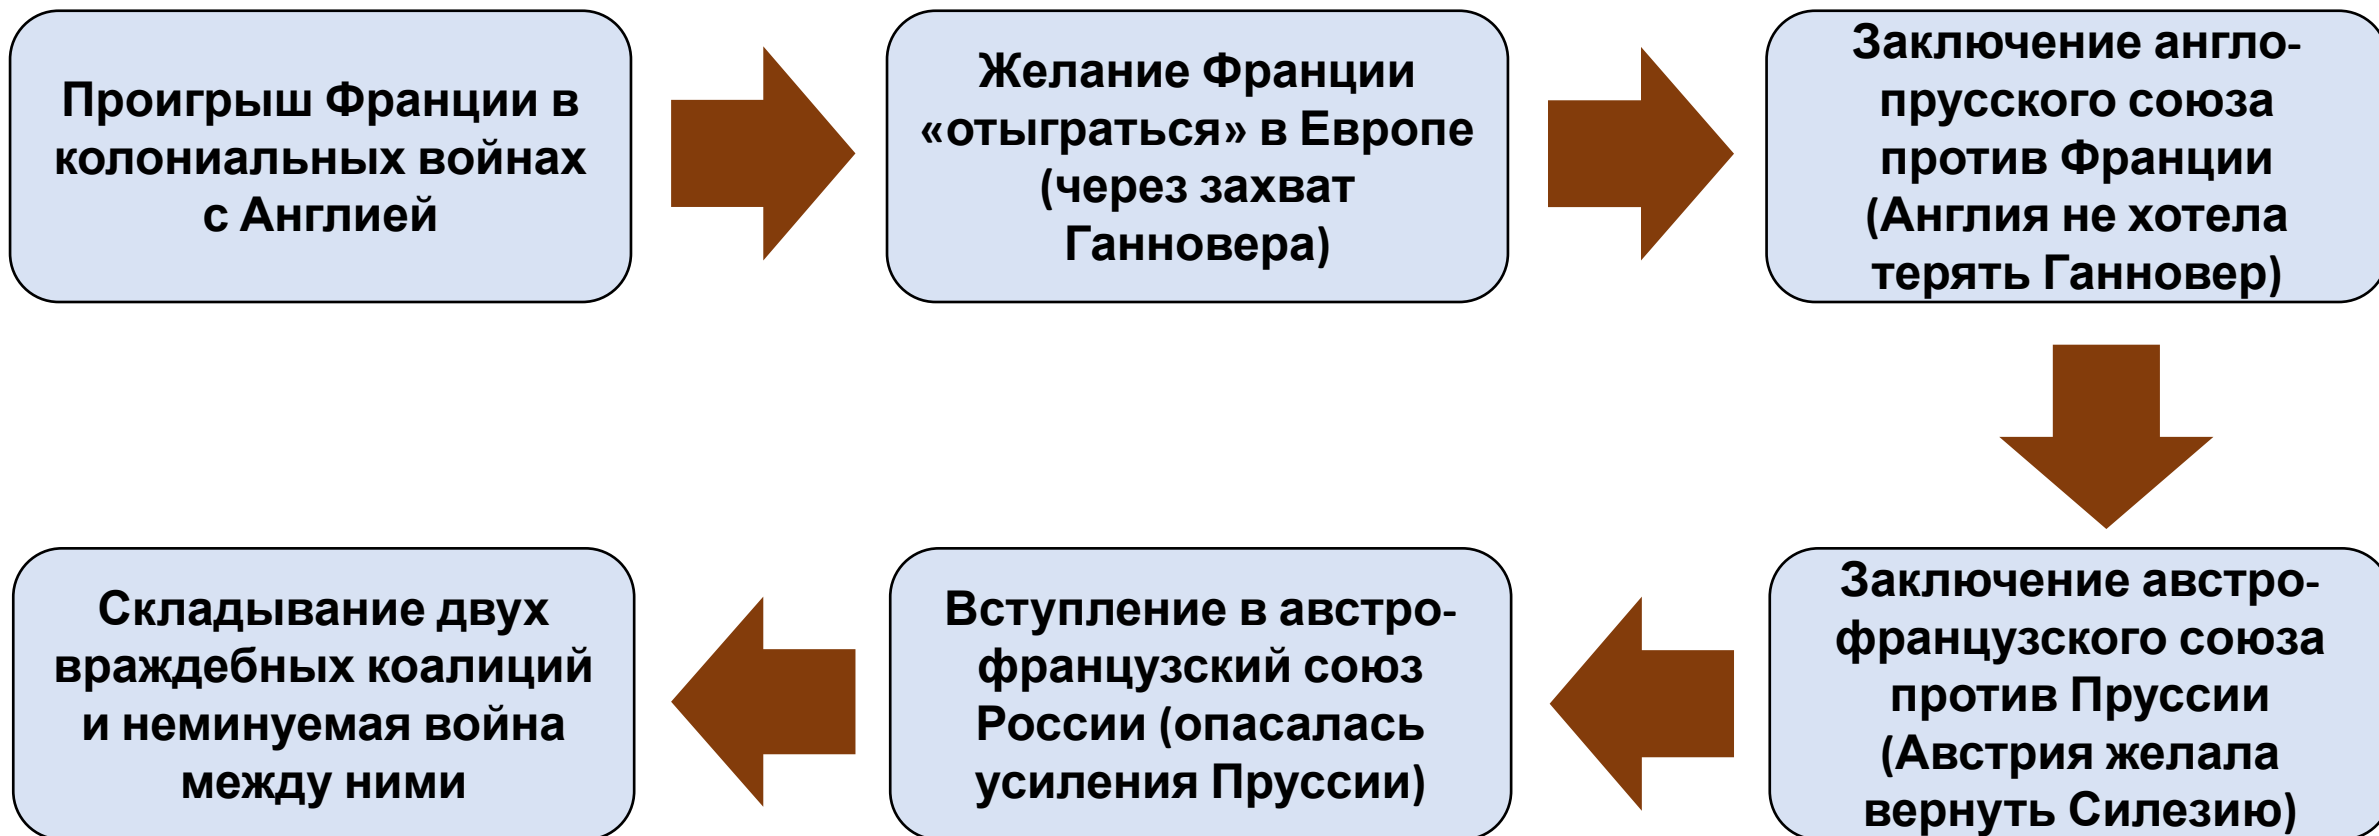 Проигрыш Франции в
колониальных войнах
с Англией
Желание Франции
«отыграться» в Европе
(через захват
Ганновера)
Заключение англо-
прусского союза
против Франции
(Англия не хотела
терять Ганновер)
Заключение австро-
французского союза
против Пруссии
(Австрия желала
вернуть Силезию)
Вступление в австро-
французский союз
России (опасалась
усиления Пруссии)
Складывание двух
враждебных коалиций
и неминуемая война
между ними